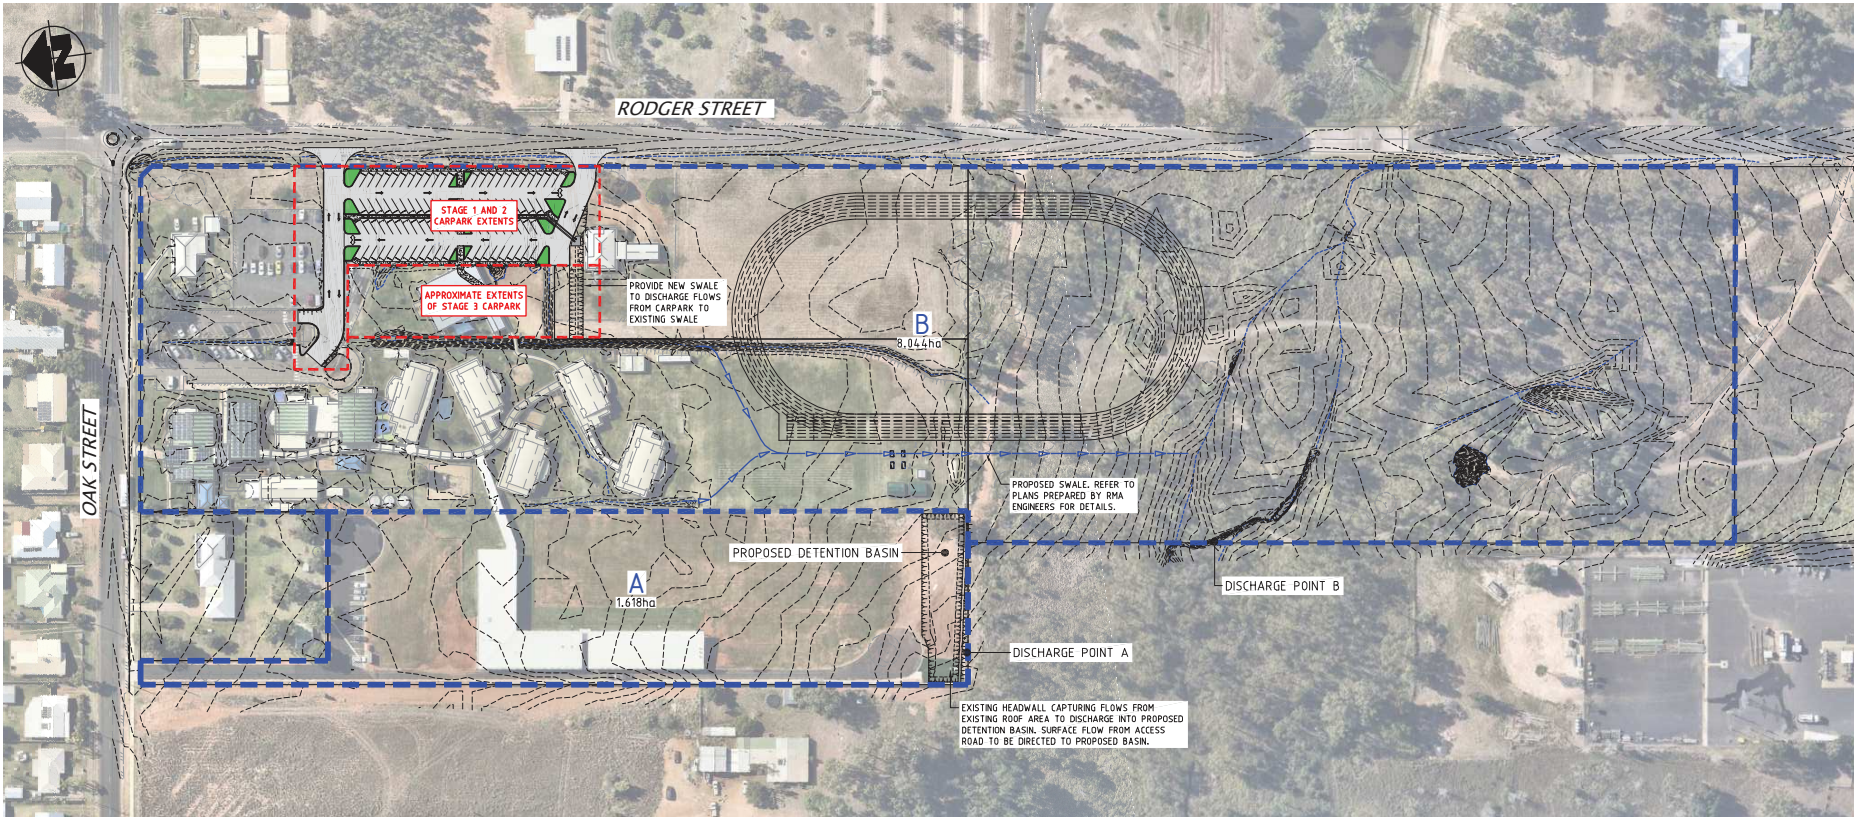 N
RODGER STREET
STAGE 1 AND 2
CARPARK EXTENTS
APPROXIMATE EXTENTS
OF STAGE 3 CARPARK
PROVIDE NEW SWALE
TO DISCHARGE FLOWS
FROM CARPARK TO
EXISTING SWALE
B
8.044ha
OAK STREET
PROPOSED SWALE. REFER TO
PLANS PREPARED BY RMA
ENGINEERS FOR DETAILS.
PROPOSED DETENTION BASIN
A
1.618ha
DISCHARGE POINT B
DISCHARGE POINT A
EXISTING HEADWALL CAPTURING FLOWS FROM
EXISTING ROOF AREA TO DISCHARGE INTO PROPOSED
DETENTION BASIN. SURFACE FLOW FROM ACCESS
ROAD TO BE DIRECTED TO PROPOSED BASIN.